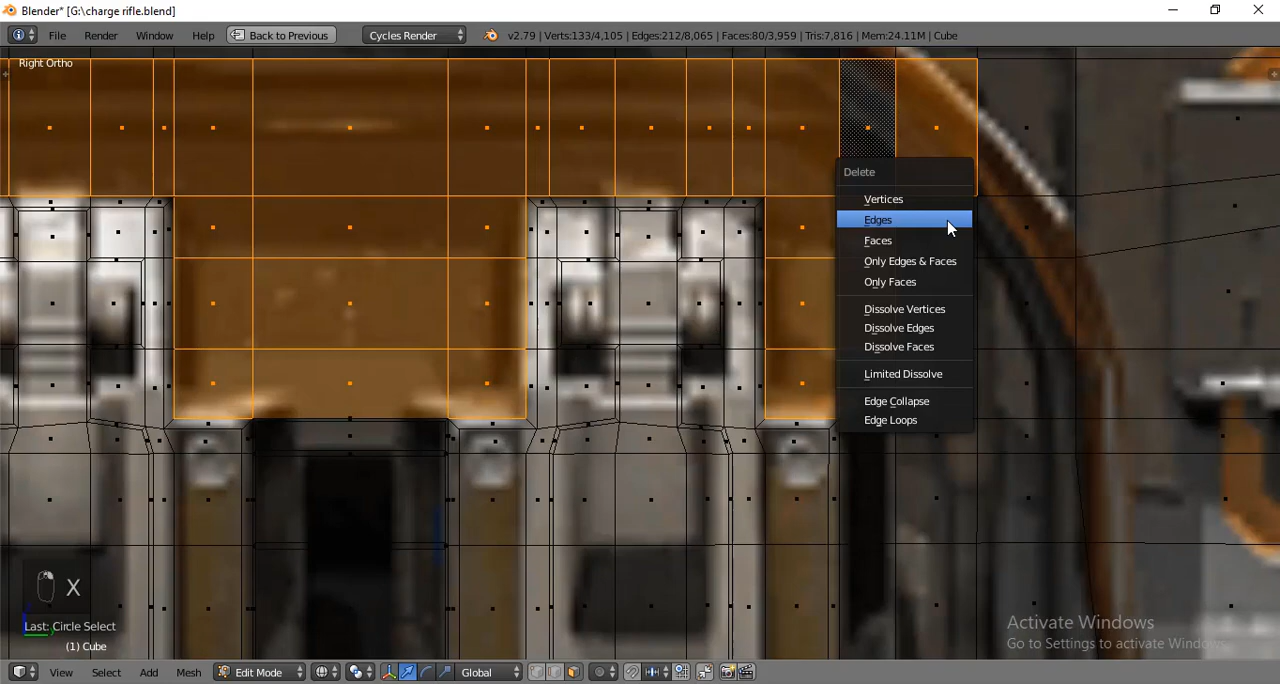 Blender* [G:\charge rifle.blend]
File Render Window Help Back to Previous Cycles Render v2.79 | Verts:133/4,105 | Edges:212/8,065 | Faces:80/3,959 | Tris:7,816 | Mem:24.11M | Cube
Right Ortho
Delete
Vertices
Edges
Faces
Only Edges & Faces
Only Faces
Dissolve Vertices
Dissolve Edges
Dissolve Faces
Limited Dissolve
Edge Collapse
Edge Loops
X
Last: Circle Select
(1) Cube
Activate Windows
Go to Settings to activate Windows.
View Select Add Mesh Edit Mode Global